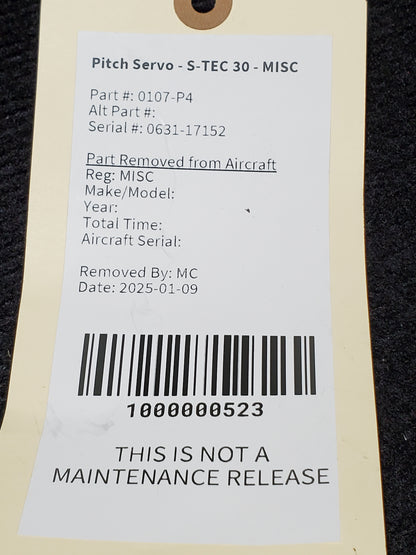 Pitch Servo - S-TEC 30 - MISC
Part #: 0107-P4
Alt Part #:
Serial #: 0631-17152
Part Removed from Aircraft
Reg: MISC
Make/Model:
Year:
Total Time:
Aircraft Serial:
Removed By: MC
Date: 2025-01-09
1000000523
THIS IS NOT A
MAINTENANCE RELEASE